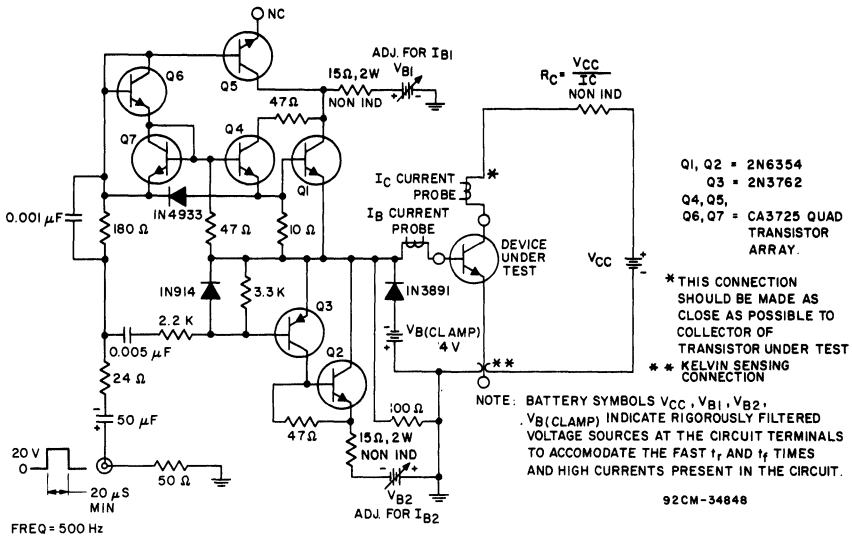 NC
Q6
Q5
ADJ. FOR IB1
VB1
+ -
15Ω, 2W
NON IND
RC = VCC
IC
NON IND
47Ω
Q7
Q4
Q1
IC CURRENT
PROBE
*
IB CURRENT
PROBE
DEVICE
UNDER
TEST
Q1, Q2 = 2N6354
Q3 = 2N3762
Q4, Q5,
Q6, Q7 = CA3725 QUAD
TRANSISTOR
ARRAY.
0.001 μF
180 Ω
1N4933
47 Ω
10 Ω
VCC
+
-
* THIS CONNECTION
SHOULD BE MADE AS
CLOSE AS POSSIBLE TO
COLLECTOR OF
TRANSISTOR UNDER TEST
* * KELVIN SENSING
CONNECTION
1N914
3.3 K
Q3
1N3891
-
+
VB(CLAMP)
4 V
* *
2.2 K
0.005 μF
Q2
24 Ω
-
+
50 μF
47Ω
100 Ω
15Ω, 2W
NON IND
NOTE: BATTERY SYMBOLS VCC, VB1, VB2,
VB(CLAMP) INDICATE RIGOROUSLY FILTERED
VOLTAGE SOURCES AT THE CIRCUIT TERMINALS
TO ACCOMODATE THE FAST tr AND tf TIMES
AND HIGH CURRENTS PRESENT IN THE CIRCUIT.
20 V
0
50 Ω
- +
VB2
ADJ. FOR IB2
20 μS
MIN
FREQ = 500 Hz
92CM-34848